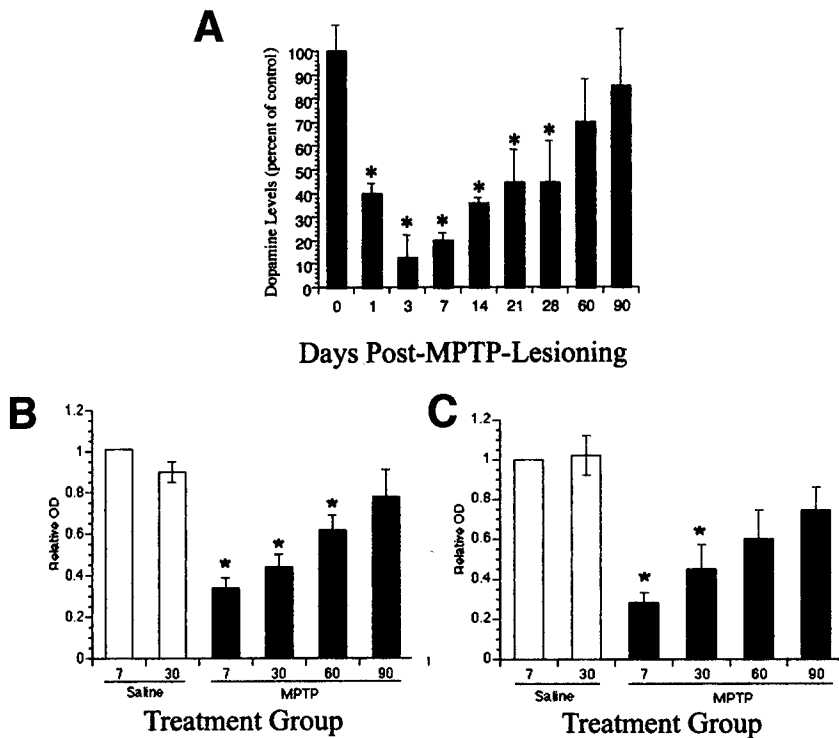 A
Dopamine Levels (percent of control)
100
90
80
70
60
50
40
30
20
10
0
* * * * * *
0 1 3 7 14 21 28 60 90
Days Post-MPTP-Lesioning
B
Relative OD
1.2
1
0.8
0.6
0.4
0.2
0
* * *
7 30 7 30 60 90
Saline MPTP
Treatment Group
C
Relative OD
1.2
1
0.8
0.6
0.4
0.2
0
* *
7 30 7 30 60 90
Saline MPTP
Treatment Group